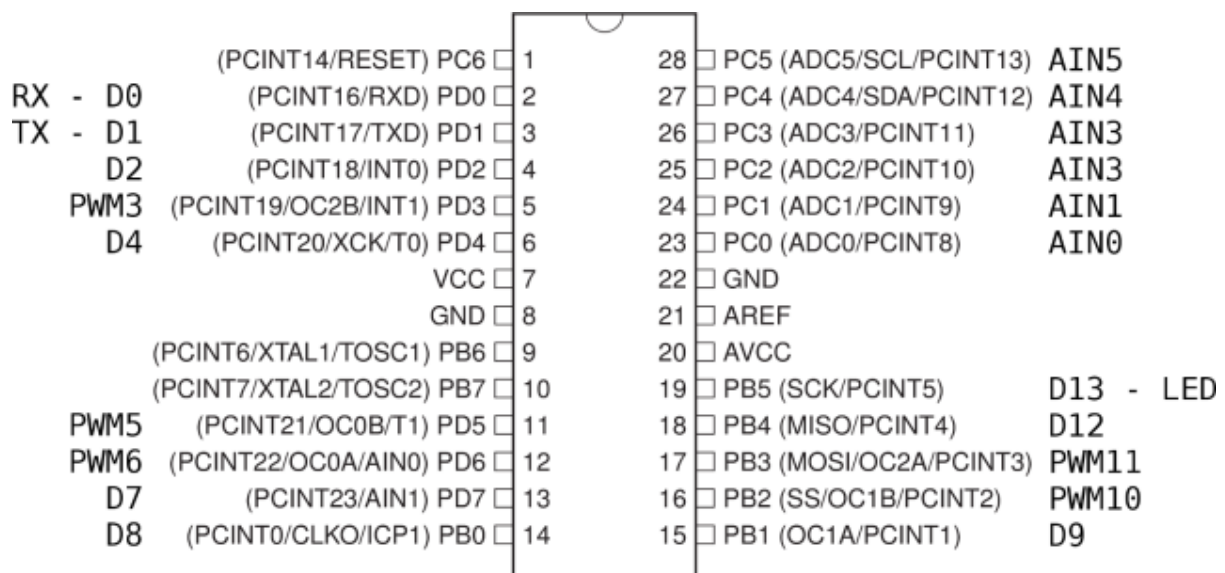 (PCINT14/RESET) PC6 1 28 PC5 (ADC5/SCL/PCINT13) AIN5
RX - D0 (PCINT16/RXD) PD0 2 27 PC4 (ADC4/SDA/PCINT12) AIN4
TX - D1 (PCINT17/TXD) PD1 3 26 PC3 (ADC3/PCINT11) AIN3
D2 (PCINT18/INT0) PD2 4 25 PC2 (ADC2/PCINT10) AIN3
PWM3 (PCINT19/OC2B/INT1) PD3 5 24 PC1 (ADC1/PCINT9) AIN1
D4 (PCINT20/XCK/T0) PD4 6 23 PC0 (ADC0/PCINT8) AIN0
VCC 7 22 GND
GND 8 21 AREF
(PCINT6/XTAL1/TOSC1) PB6 9 20 AVCC
(PCINT7/XTAL2/TOSC2) PB7 10 19 PB5 (SCK/PCINT5) D13 - LED
PWM5 (PCINT21/OC0B/T1) PD5 11 18 PB4 (MISO/PCINT4) D12
PWM6 (PCINT22/OC0A/AIN0) PD6 12 17 PB3 (MOSI/OC2A/PCINT3) PWM11
D7 (PCINT23/AIN1) PD7 13 16 PB2 (SS/OC1B/PCINT2) PWM10
D8 (PCINT0/CLKO/ICP1) PB0 14 15 PB1 (OC1A/PCINT1) D9